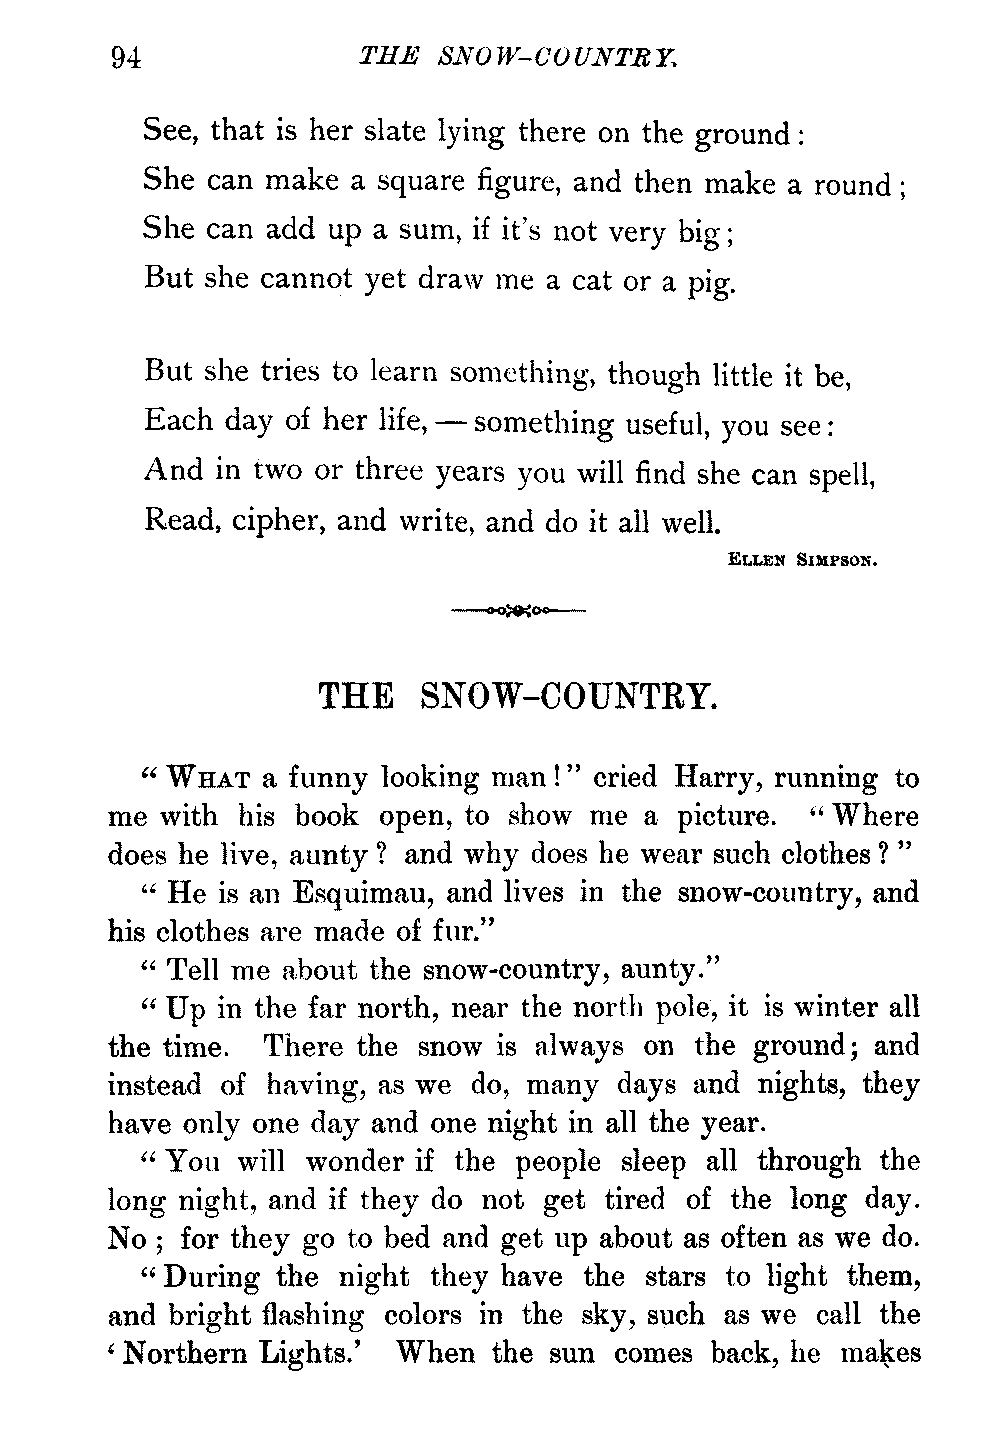 94 THE SNOW-COUNTRY.
See, that is her slate lying there on the ground:
She can make a square figure, and then make a round;
She can add up a sum, if it's not very big;
But she cannot yet draw me a cat or a pig.
But she tries to learn something, though little it be,
Each day of her life, — something useful, you see:
And in two or three years you will find she can spell,
Read, cipher, and write, and do it all well.
ELLEN SIMPSON.
THE SNOW-COUNTRY.
“WHAT a funny looking man!” cried Harry, running to
me with his book open, to show me a picture. “Where
does he live, aunty? and why does he wear such clothes?”
“He is an Esquimau, and lives in the snow-country, and
his clothes are made of fur.”
“Tell me about the snow-country, aunty.”
“Up in the far north, near the north pole, it is winter all
the time. There the snow is always on the ground; and
instead of having, as we do, many days and nights, they
have only one day and one night in all the year.
“You will wonder if the people sleep all through the
long night, and if they do not get tired of the long day.
No; for they go to bed and get up about as often as we do.
“During the night they have the stars to light them,
and bright flashing colors in the sky, such as we call the
‘Northern Lights.’ When the sun comes back, he makes